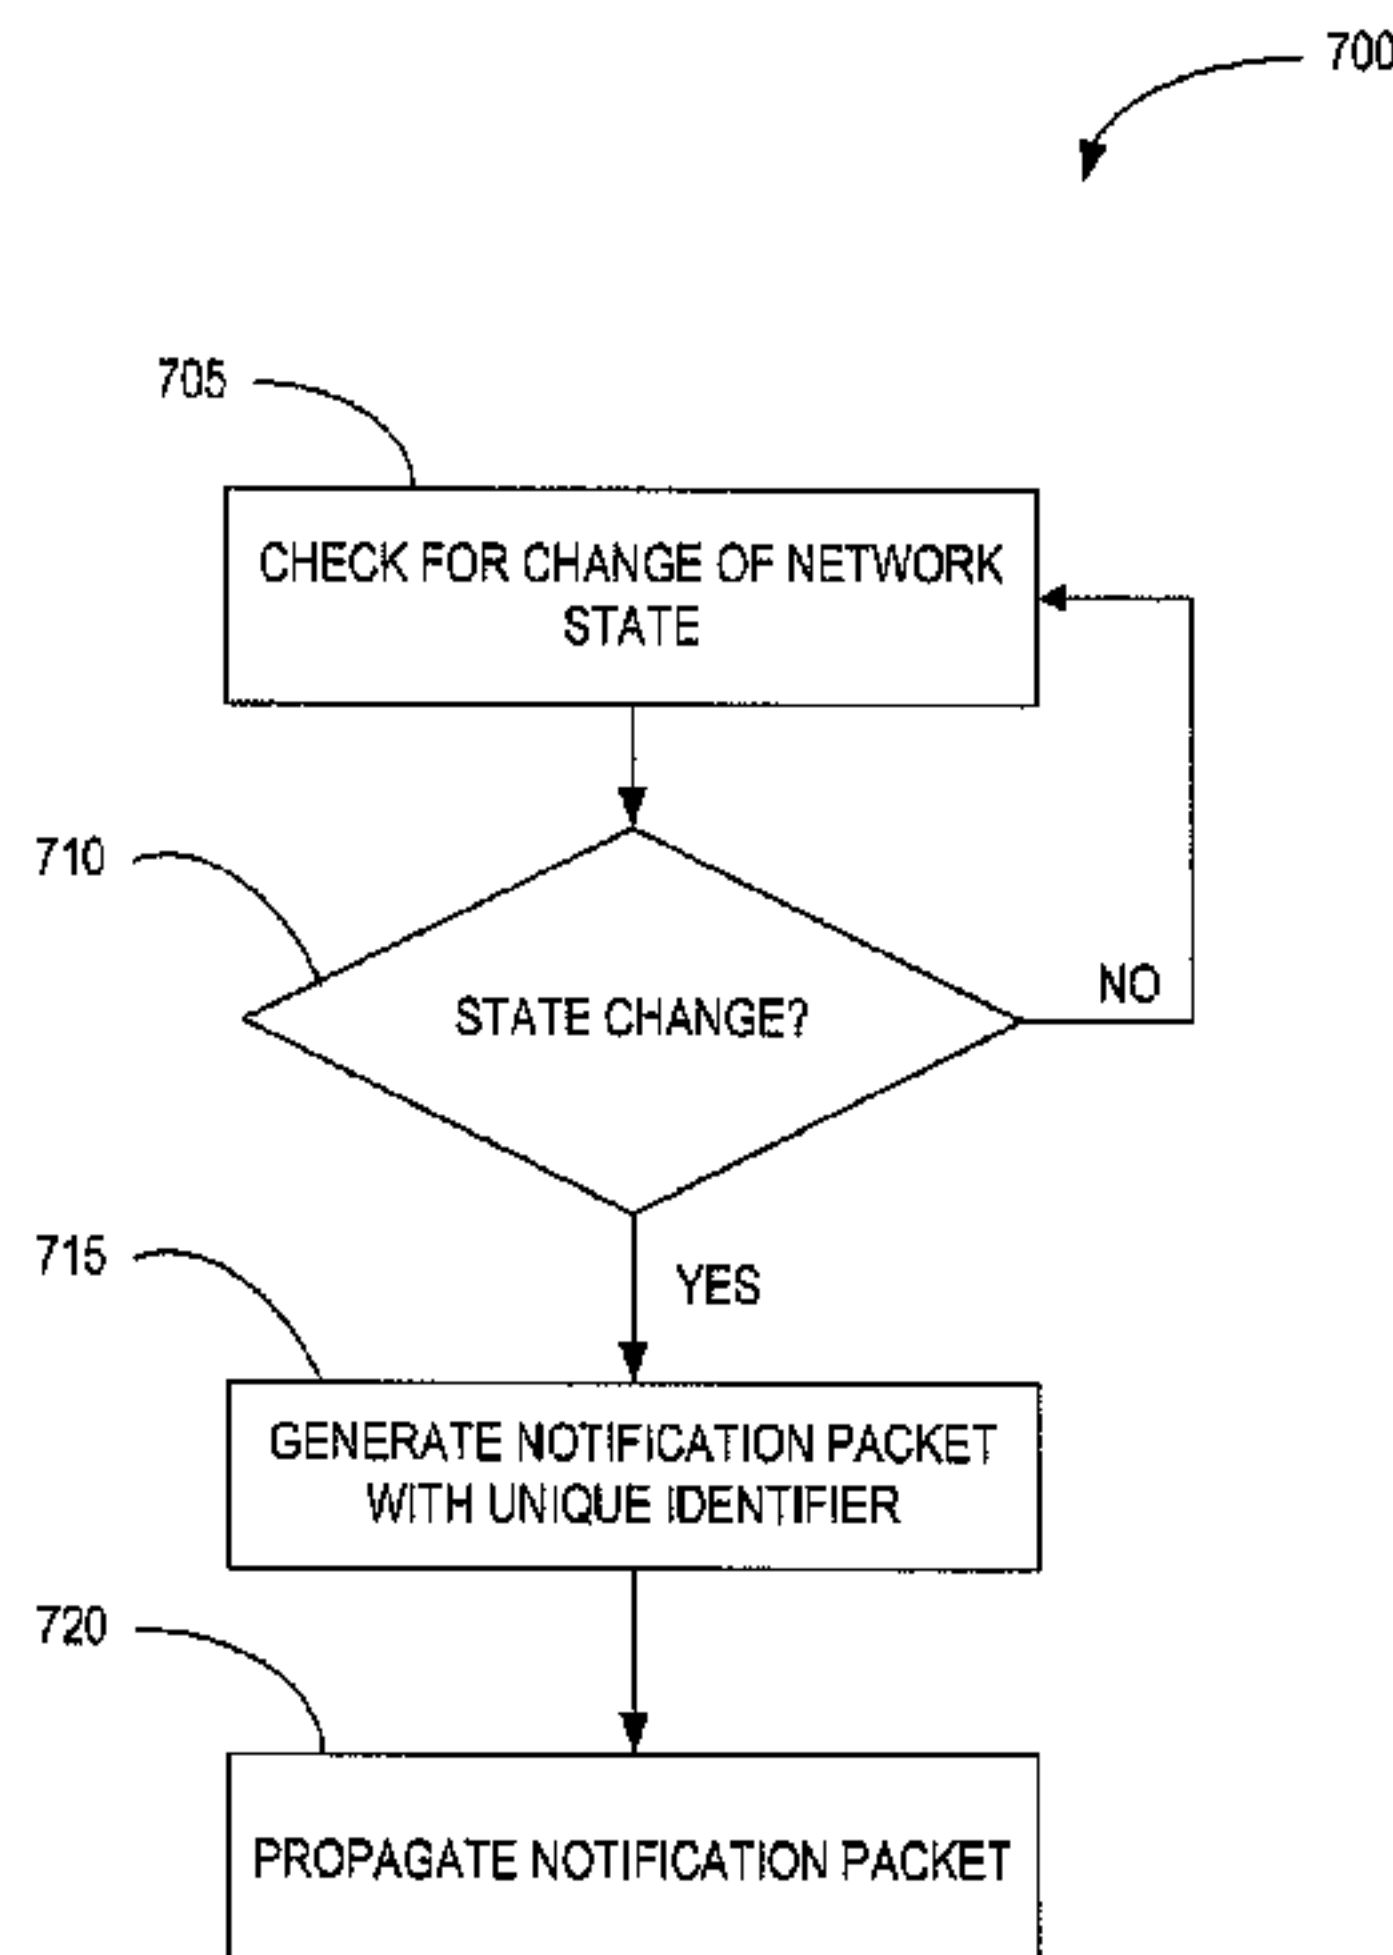 700
705
CHECK FOR CHANGE OF NETWORK
STATE
710
STATE CHANGE?
NO
715
YES
GENERATE NOTIFICATION PACKET
WITH UNIQUE IDENTIFIER
720
PROPAGATE NOTIFICATION PACKET